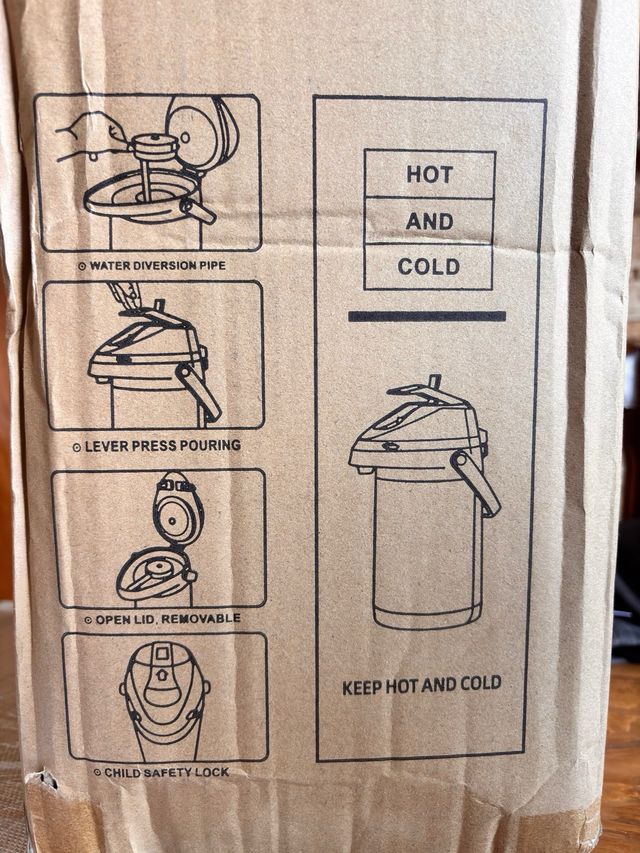 ⊙ WATER DIVERSION PIPE
⊙ LEVER PRESS POURING
⊙ OPEN LID, REMOVABLE
⊙ CHILD SAFETY LOCK
HOT
AND
COLD
KEEP HOT AND COLD